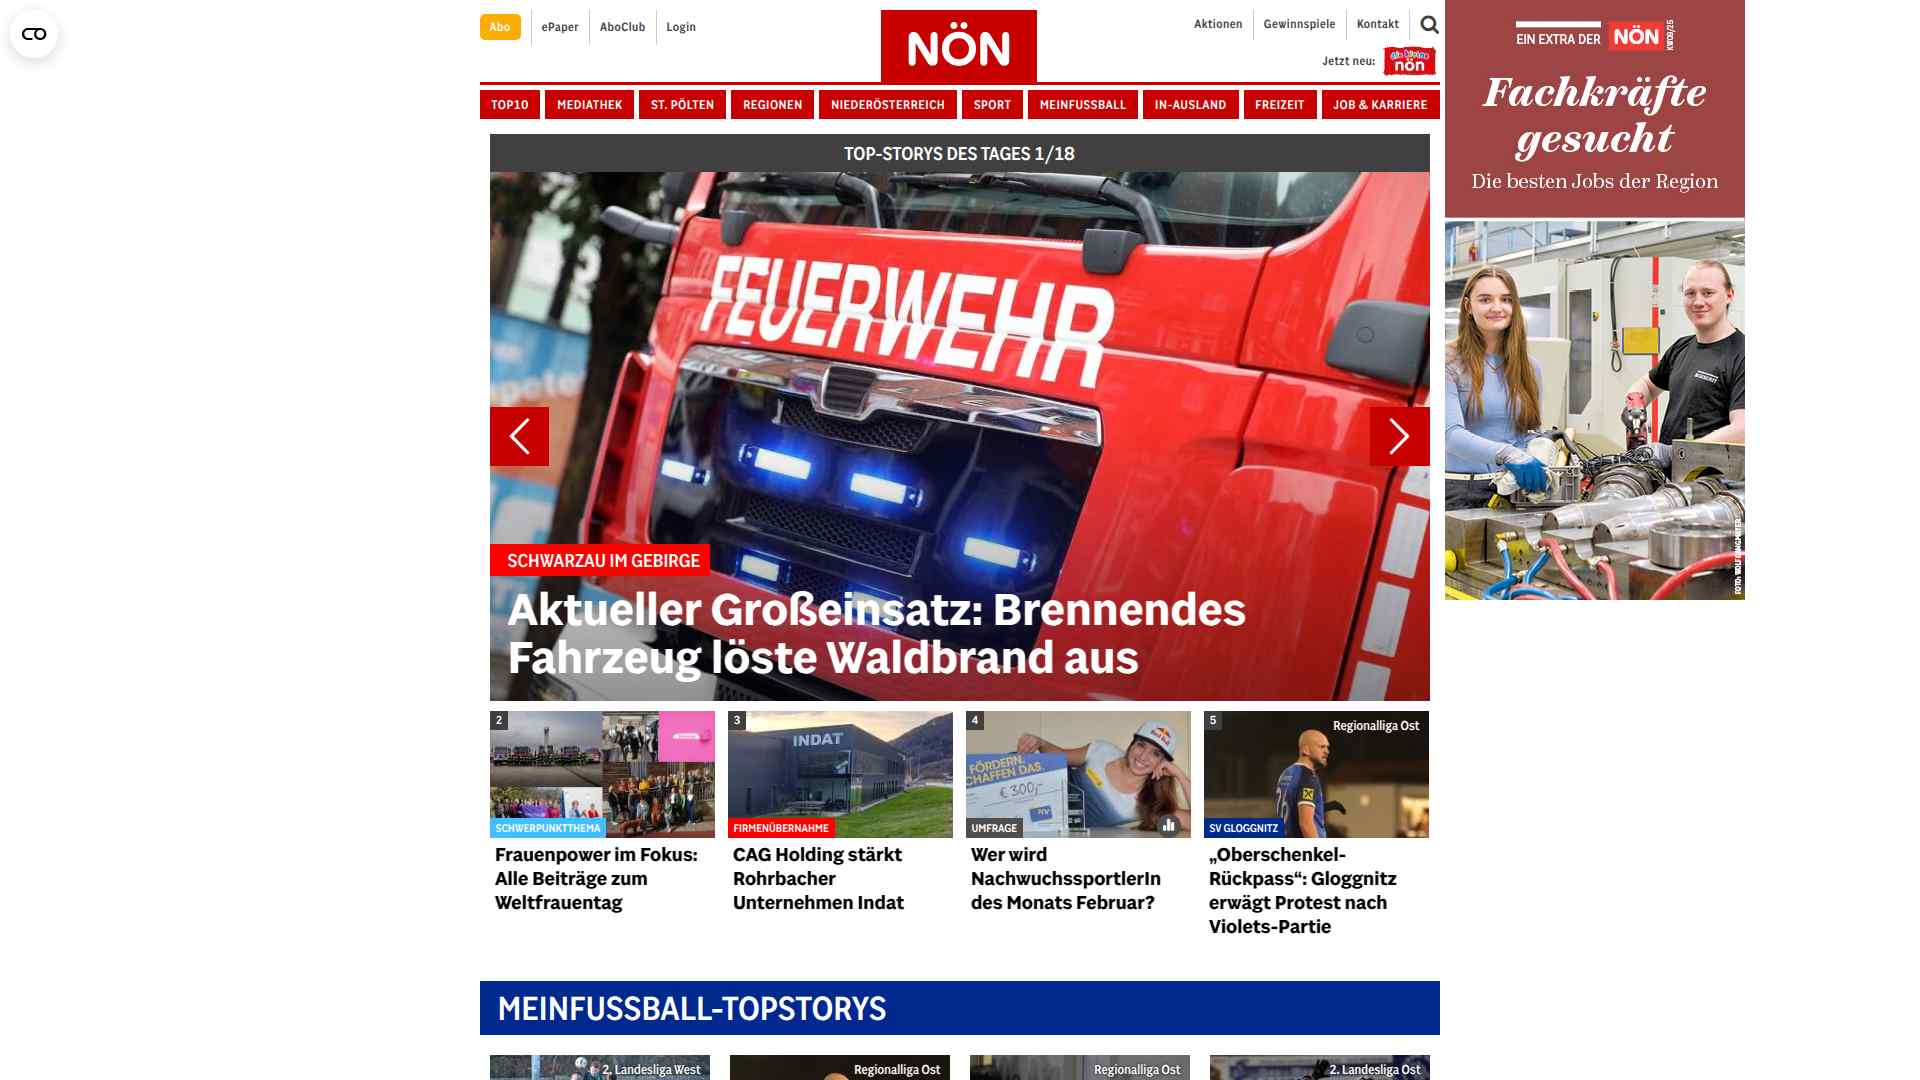 Abo
ePaper
AboClub
Login
NÖN
Aktionen
Gewinnspiele
Kontakt
Jetzt neu:
die kleine
nön
TOP10
MEDIATHEK
ST. PÖLTEN
REGIONEN
NIEDERÖSTERREICH
SPORT
MEINFUSSBALL
IN-AUSLAND
FREIZEIT
JOB & KARRIERE
TOP-STORYS DES TAGES 1/18
FEUERWEHR
SCHWARZAU IM GEBIRGE
Aktueller Großeinsatz: Brennendes
Fahrzeug löste Waldbrand aus
2
SCHWERPUNKTTHEMA
Frauenpower im Fokus:
Alle Beiträge zum
Weltfrauentag
3
INDAT
FIRMENÜBERNAHME
CAG Holding stärkt
Rohrbacher
Unternehmen Indat
4
FÖRDERN.
SCHAFFEN DAS.
€ 300,-
Red Bull
UMFRAGE
Wer wird
NachwuchssportlerIn
des Monats Februar?
5
Regionalliga Ost
SV GLOGGNITZ
„Oberschenkel-
Rückpass“: Gloggnitz
erwägt Protest nach
Violets-Partie
MEINFUSSBALL-TOPSTORYS
2. Landesliga West
Regionalliga Ost
Regionalliga Ost
2. Landesliga Ost
EIN EXTRA DER NÖN
KW09/25
Fachkräfte
gesucht
Die besten Jobs der Region